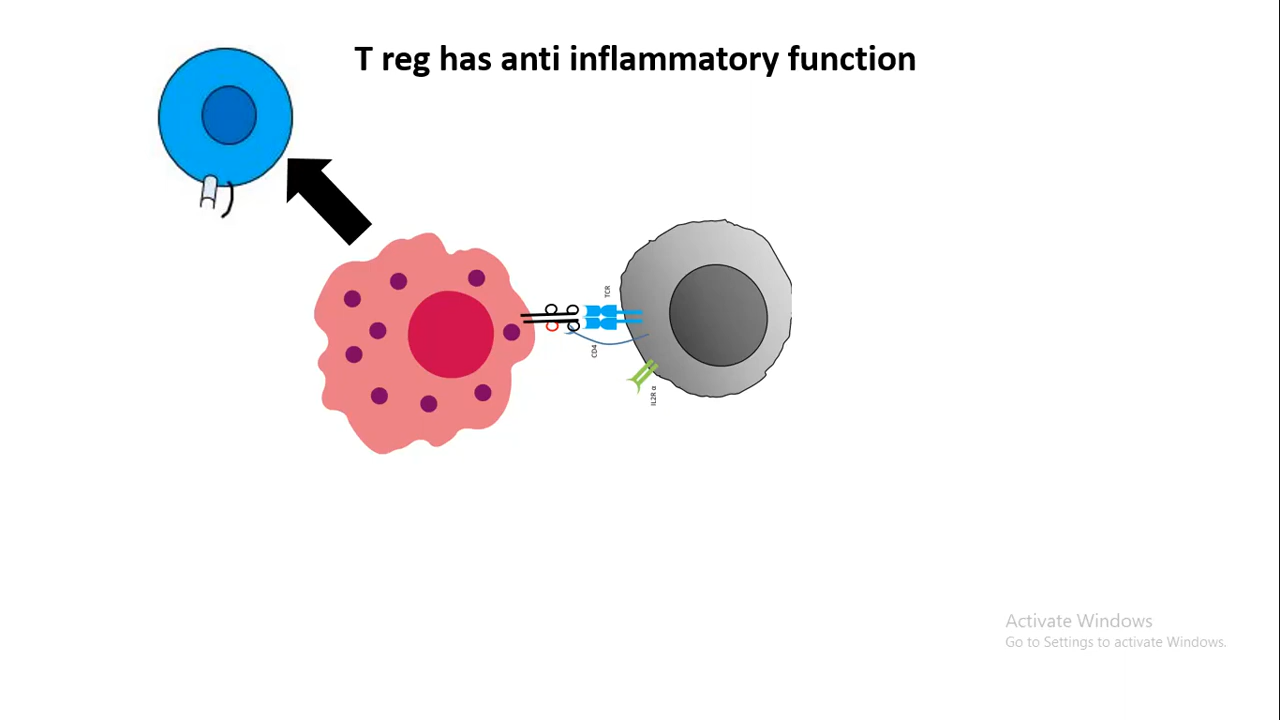 T reg has anti inflammatory function
TCR
CD4
IL2R α
Activate Windows
Go to Settings to activate Windows.